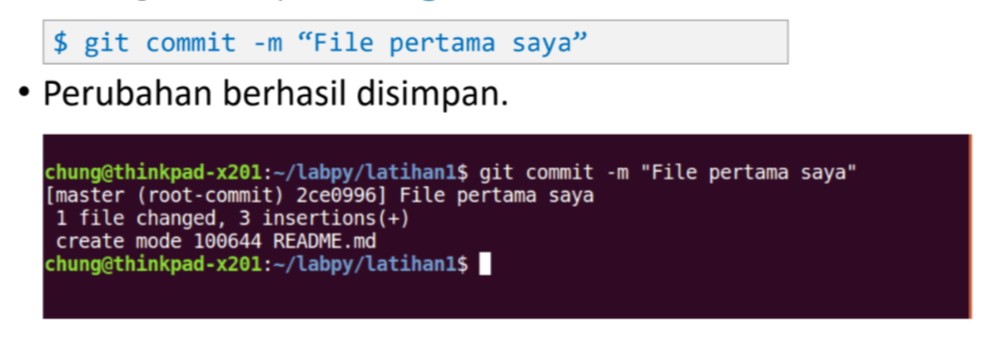 $ git commit -m “File pertama saya”
• Perubahan berhasil disimpan.
chung@thinkpad-x201:~/labpy/latihan1$ git commit -m "File pertama saya"
[master (root-commit) 2ce0996] File pertama saya
 1 file changed, 3 insertions(+)
 create mode 100644 README.md
chung@thinkpad-x201:~/labpy/latihan1$